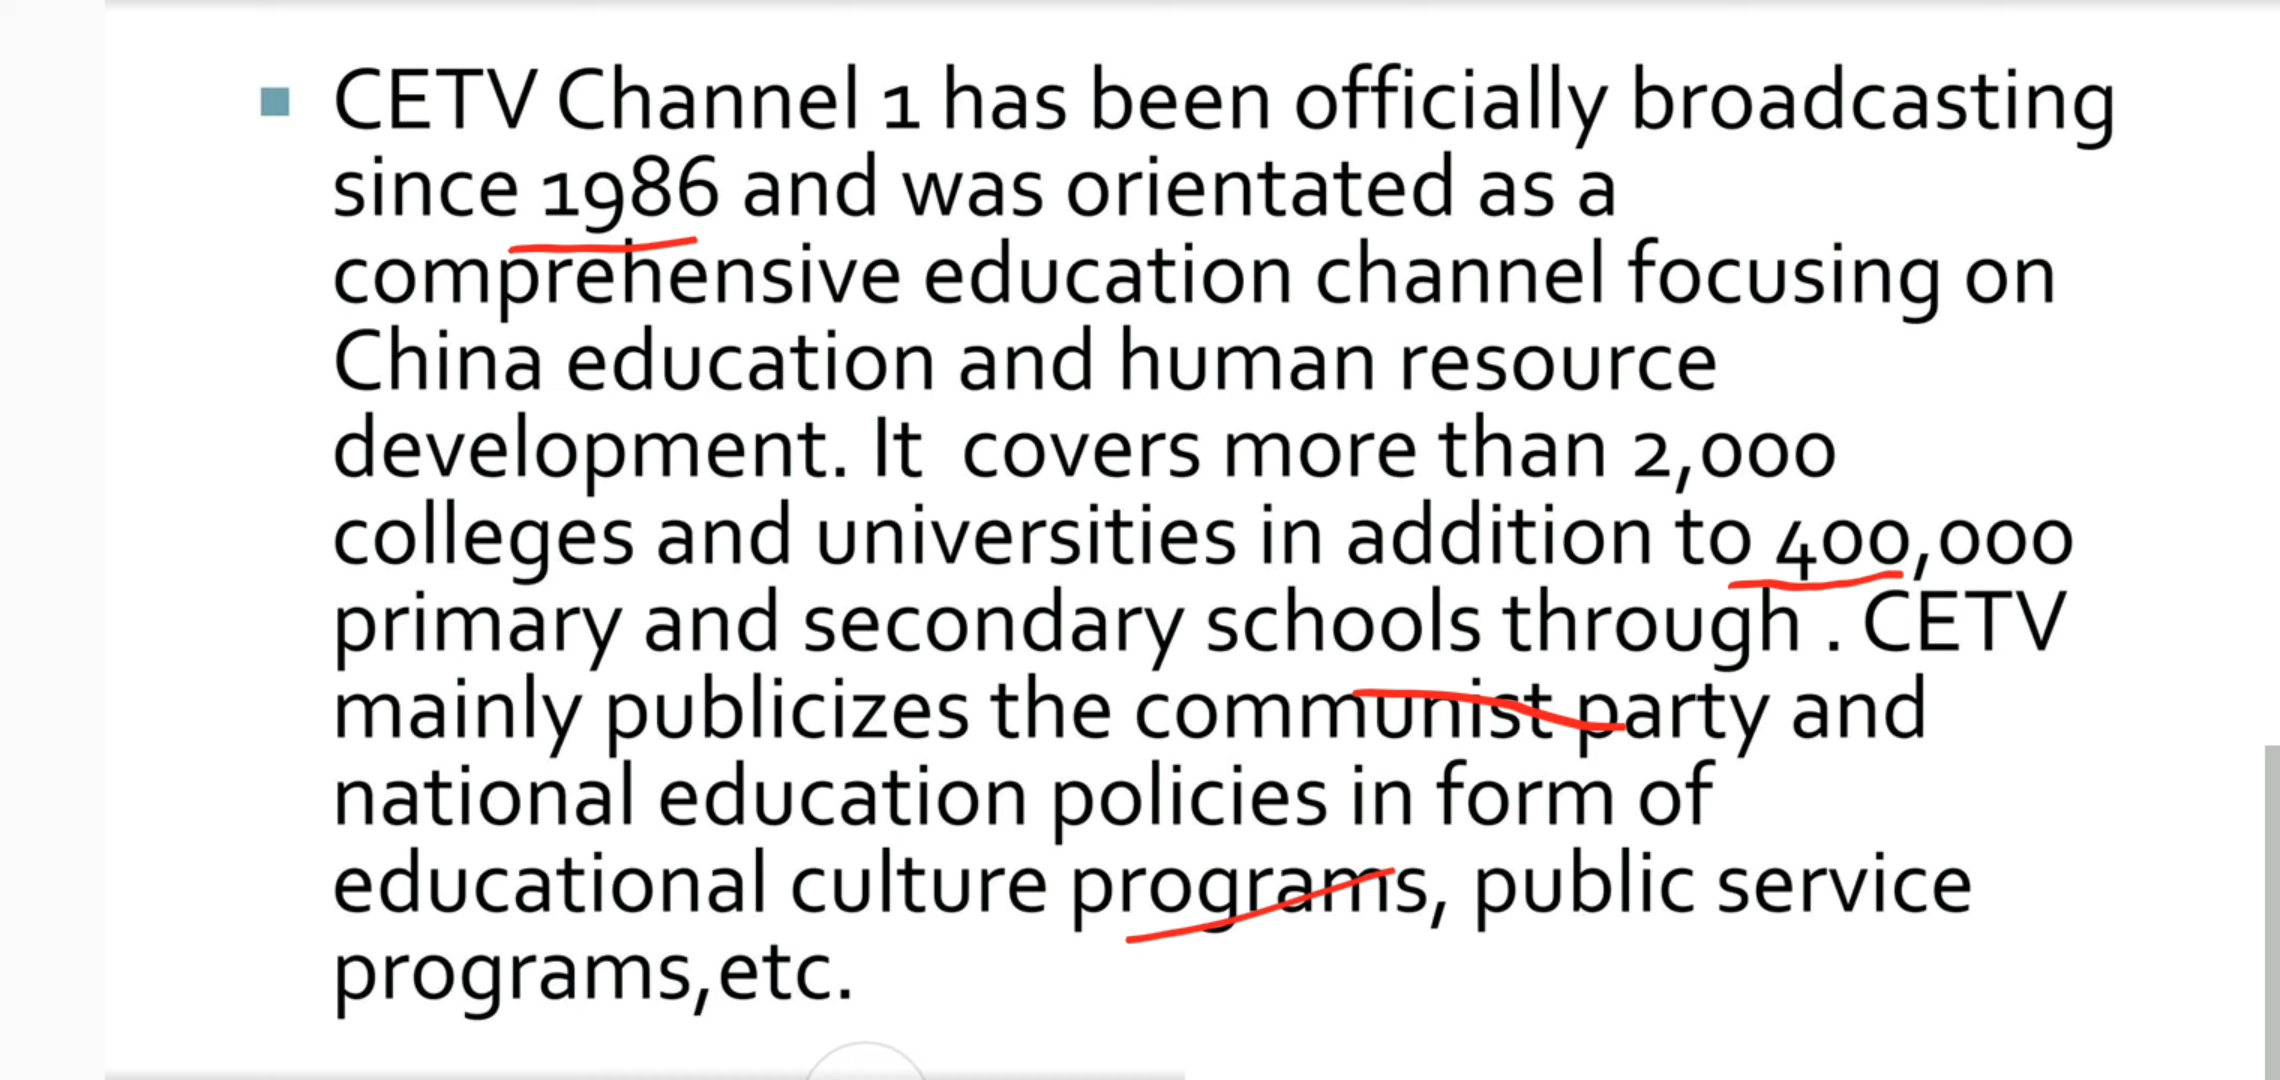 CETV Channel 1 has been officially broadcasting
since 1986 and was orientated as a
comprehensive education channel focusing on
China education and human resource
development. It  covers more than 2,000
colleges and universities in addition to 400,000
primary and secondary schools through . CETV
mainly publicizes the communist party and
national education policies in form of
educational culture programs, public service
programs,etc.